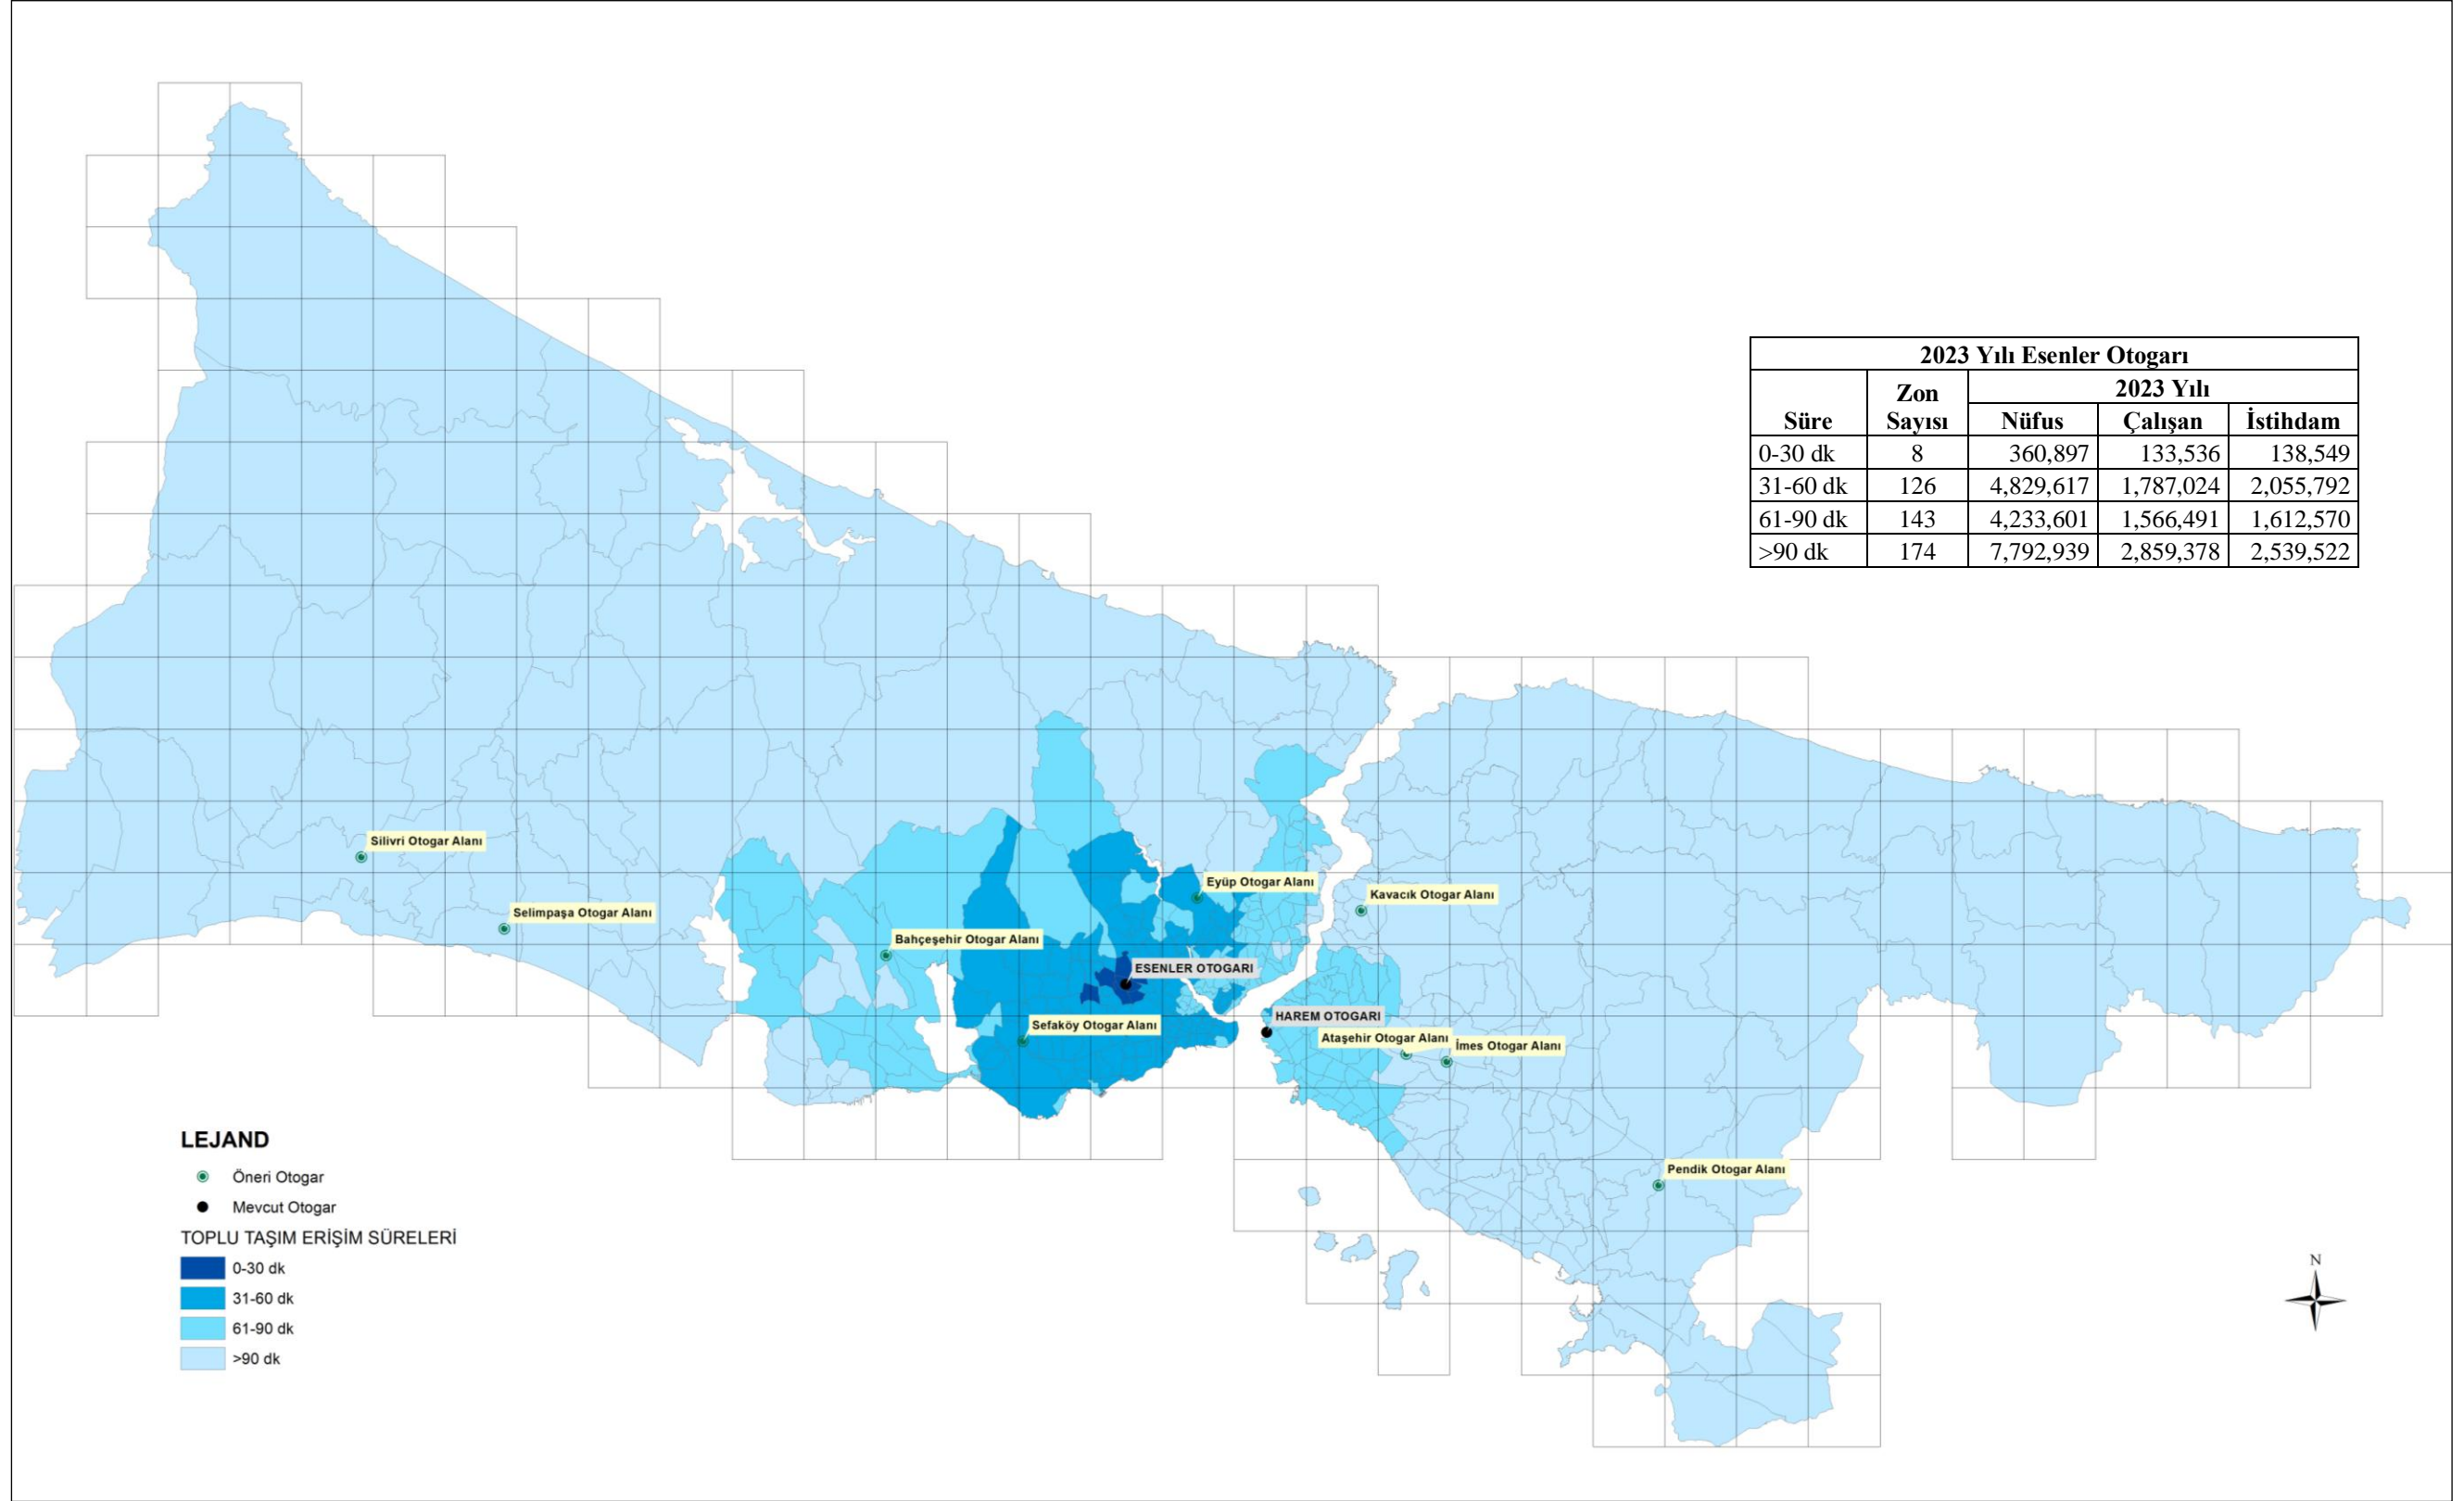 2023 Yılı Esenler Otogarı
Süre Zon Sayısı 2023 Yılı
Nüfus Çalışan İstihdam
0-30 dk 8 360,897 133,536 138,549
31-60 dk 126 4,829,617 1,787,024 2,055,792
61-90 dk 143 4,233,601 1,566,491 1,612,570
>90 dk 174 7,792,939 2,859,378 2,539,522
Silivri Otogar Alanı
Selimpaşa Otogar Alanı
Eyüp Otogar Alanı
Kavacık Otogar Alanı
Bahçeşehir Otogar Alanı
ESENLER OTOGARI
HAREM OTOGARI
Sefaköy Otogar Alanı
Ataşehir Otogar Alanı
İmes Otogar Alanı
Pendik Otogar Alanı
LEJAND
Öneri Otogar
Mevcut Otogar
TOPLU TAŞIM ERİŞİM SÜRELERİ
0-30 dk
31-60 dk
61-90 dk
>90 dk
N